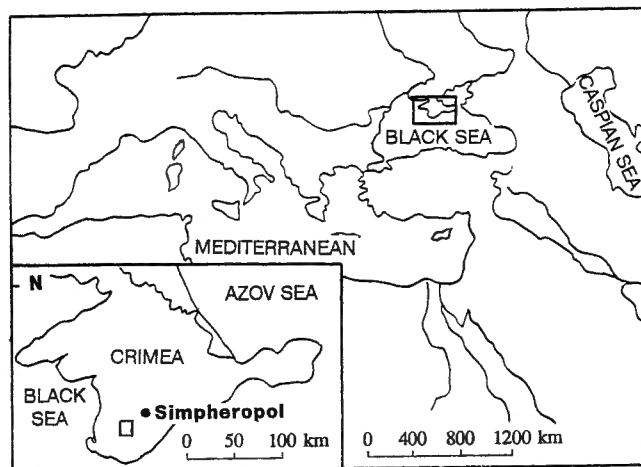 BLACK SEA
CASPIAN SEA
MEDITERRANEAN
N
AZOV SEA
CRIMEA
BLACK
SEA
Simpheropol
0 50 100 km
0 400 800 1200 km